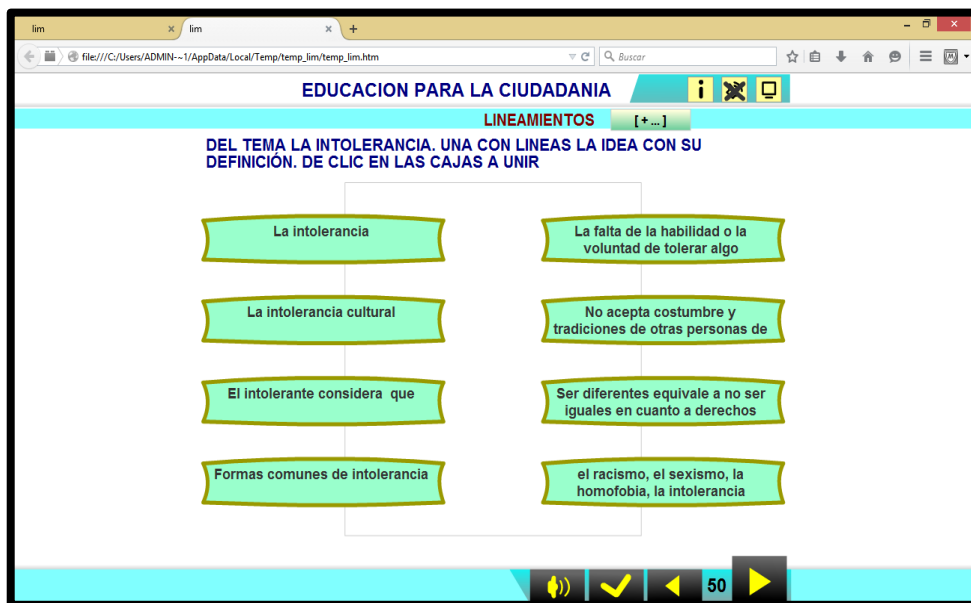 lim
lim
file:///C:/Users/ADMIN-~1/AppData/Local/Temp/temp_lim/temp_lim.htm
Buscar
EDUCACION PARA LA CIUDADANIA
LINEAMIENTOS [+...]
DEL TEMA LA INTOLERANCIA. UNA CON LINEAS LA IDEA CON SU
DEFINICIÓN. DE CLIC EN LAS CAJAS A UNIR
La intolerancia
La falta de la habilidad o la
voluntad de tolerar algo
La intolerancia cultural
No acepta costumbre y
tradiciones de otras personas de
El intolerante considera que
Ser diferentes equivale a no ser
iguales en cuanto a derechos
Formas comunes de intolerancia
el racismo, el sexismo, la
homofobia, la intolerancia
50